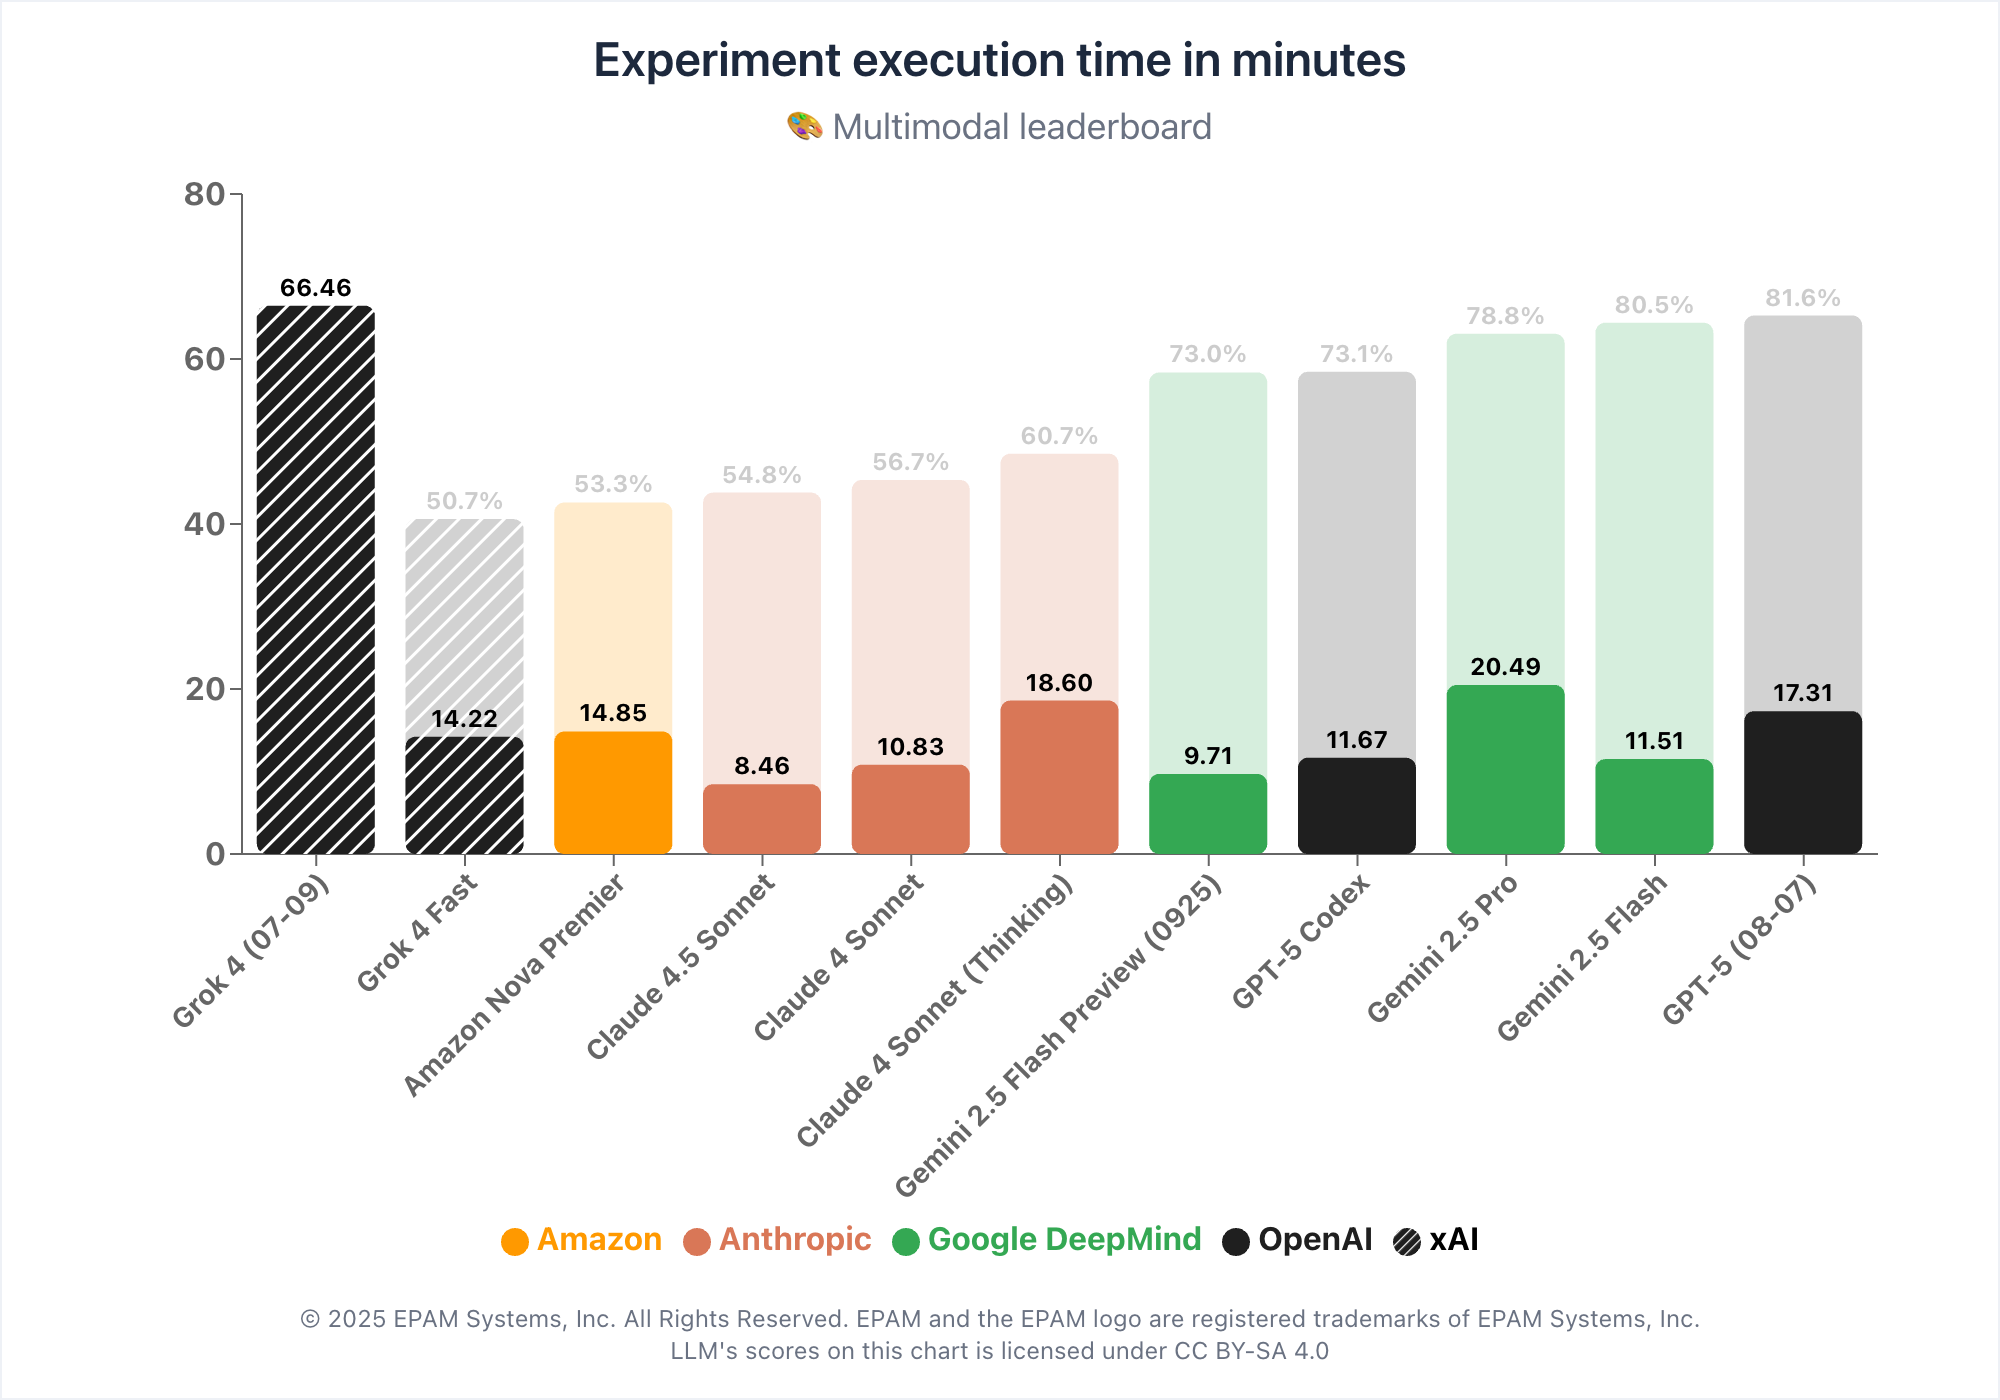 Experiment execution time in minutes
🎨 Multimodal leaderboard
80
60
40
20
0
66.46
50.7%
14.22
53.3%
14.85
54.8%
8.46
56.7%
10.83
60.7%
18.60
73.0%
9.71
73.1%
11.67
78.8%
20.49
80.5%
11.51
81.6%
17.31
Grok 4 (07-09)
Grok 4 Fast
Amazon Nova Premier
Claude 4.5 Sonnet
Claude 4 Sonnet
Claude 4 Sonnet (Thinking)
Gemini 2.5 Flash Preview (0925)
GPT-5 Codex
Gemini 2.5 Pro
Gemini 2.5 Flash
GPT-5 (08-07)
Amazon Anthropic Google DeepMind OpenAI xAI
© 2025 EPAM Systems, Inc. All Rights Reserved. EPAM and the EPAM logo are registered trademarks of EPAM Systems, Inc.
LLM's scores on this chart is licensed under CC BY-SA 4.0